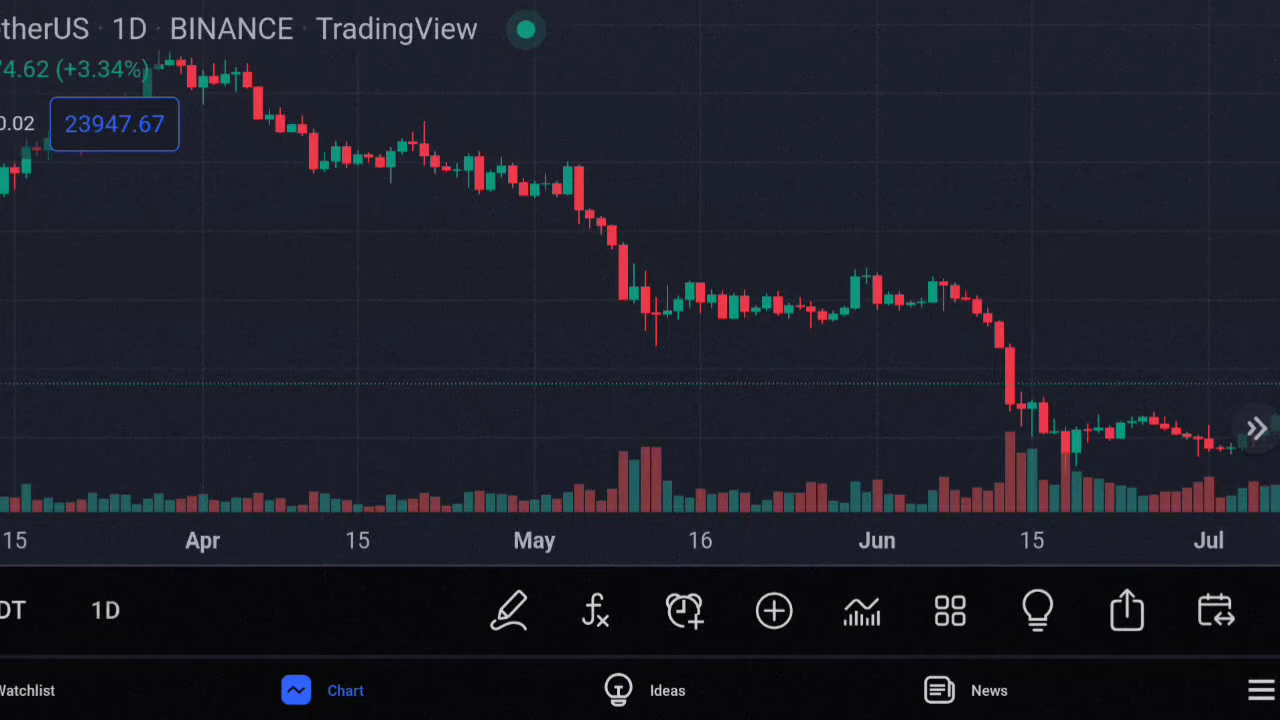 therUS · 1D · BINANCE · TradingView
74.62 (+3.34%)
0.02 23947.67
15 Apr 15 May 16 Jun 15 Jul
DT 1D
fx
Watchlist Chart Ideas News